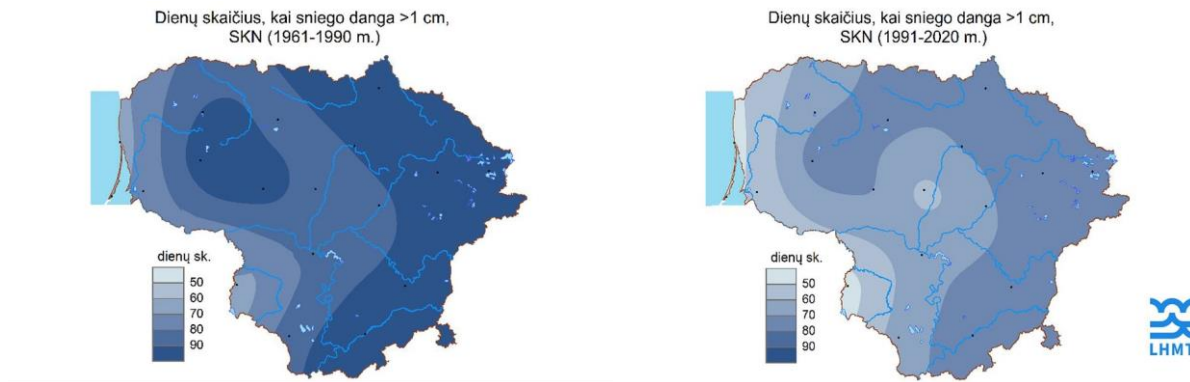 Dienų skaičius, kai sniego danga >1 cm,
SKN (1961-1990 m.)
dienų sk.
50
60
70
80
90
Dienų skaičius, kai sniego danga >1 cm,
SKN (1991-2020 m.)
dienų sk.
50
60
70
80
90
LHMT